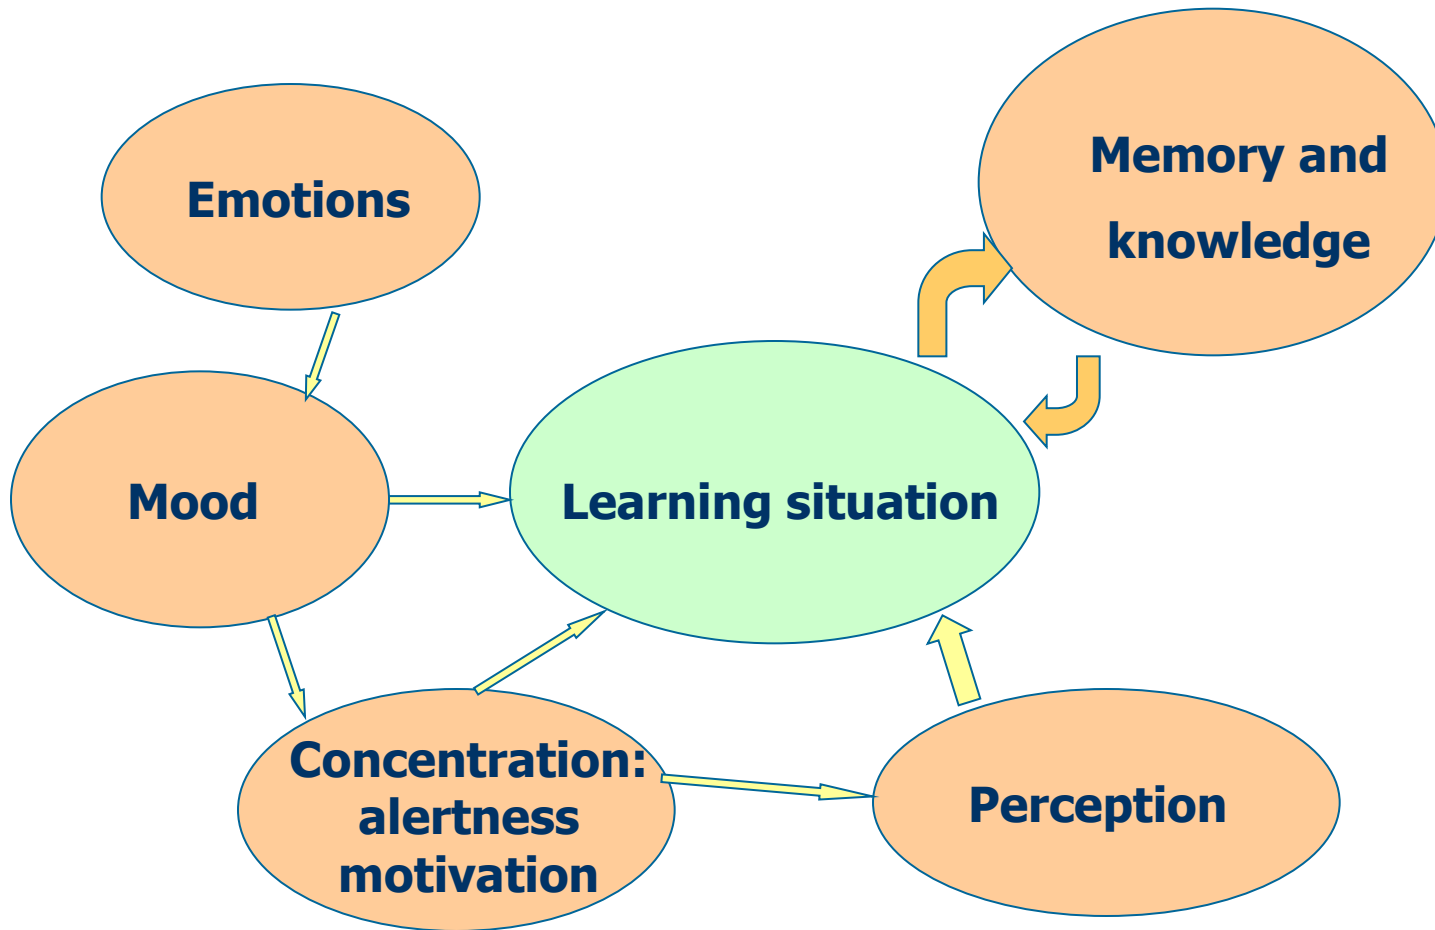 Emotions
Memory and
knowledge
Mood
Learning situation
Concentration:
alertness
motivation
Perception